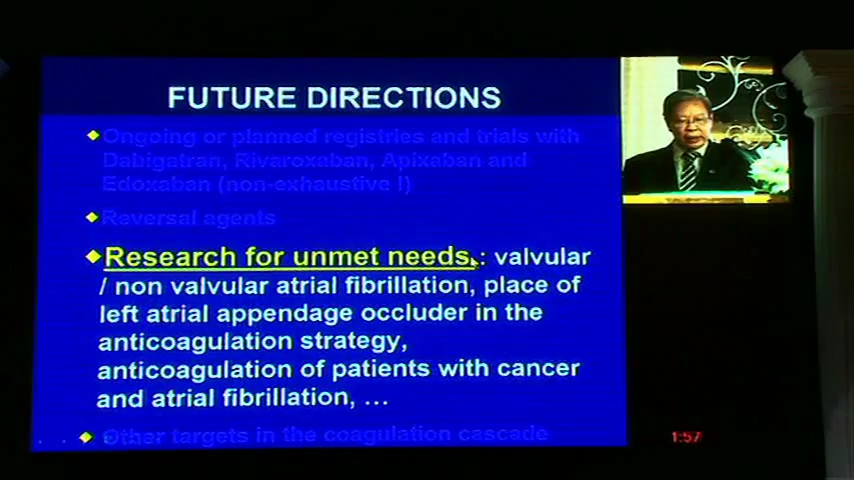 FUTURE DIRECTIONS
Ongoing or planned registries and trials with
Dabigatran, Rivaroxaban, Apixaban and
Edoxaban (non-exhaustive !)
Reversal agents
Research for unmet needs : valvular
/ non valvular atrial fibrillation, place of
left atrial appendage occluder in the
anticoagulation strategy,
anticoagulation of patients with cancer
and atrial fibrillation, ...
Other targets in the coagulation cascade
1:57